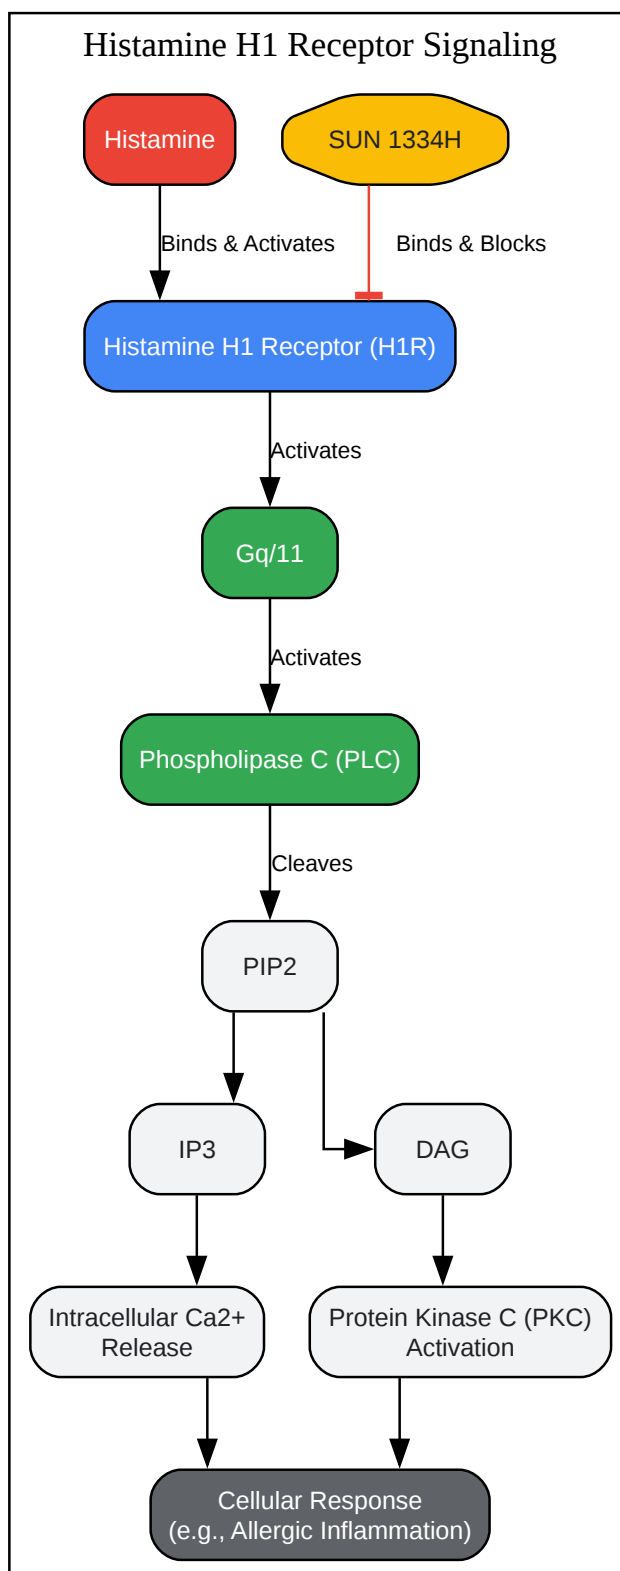 Histamine H1 Receptor Signaling
Histamine
SUN 1334H
Binds & Activates
Binds & Blocks
Histamine H1 Receptor (H1R)
Activates
Gq/11
Activates
Phospholipase C (PLC)
Cleaves
PIP2
IP3
DAG
Intracellular Ca2+
Release
Protein Kinase C (PKC)
Activation
Cellular Response
(e.g., Allergic Inflammation)